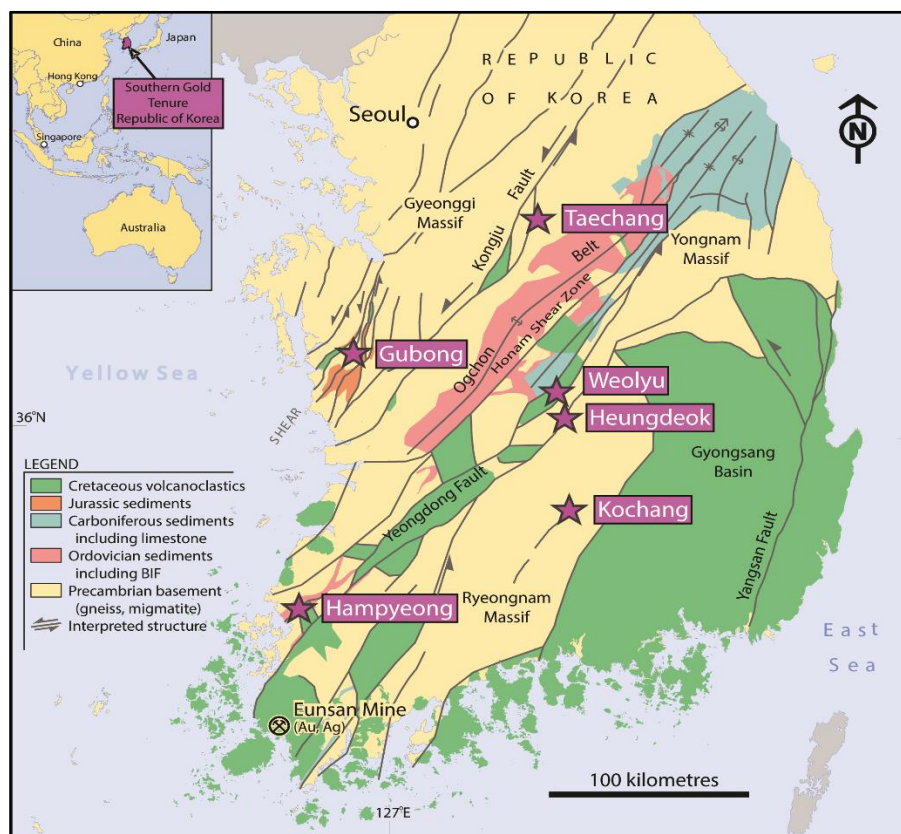 China
Japan
Hong Kong
Southern Gold
Tenure
Republic of Korea
Singapore
Australia
REPUBLIC
OF KOREA
N
Seoul
Gyeonggi
Massif
Kongju Fault
Taechang
Belt
Yongnam
Massif
Ogchon
Honam Shear Zone
Gubong
Yellow Sea
Weolyu
Heungdeok
36°N
SHEAR
Gyongsang
Basin
LEGEND
Cretaceous volcanoclastics
Jurassic sediments
Carboniferous sediments
including limestone
Ordovician sediments
including BIF
Precambrian basement
(gneiss, migmatite)
Interpreted structure
Yeongdong Fault
Kochang
Yangsan Fault
Hampyeong
Ryeongnam
Massif
East
Sea
Eunsan Mine
(Au, Ag)
100 kilometres
127°E